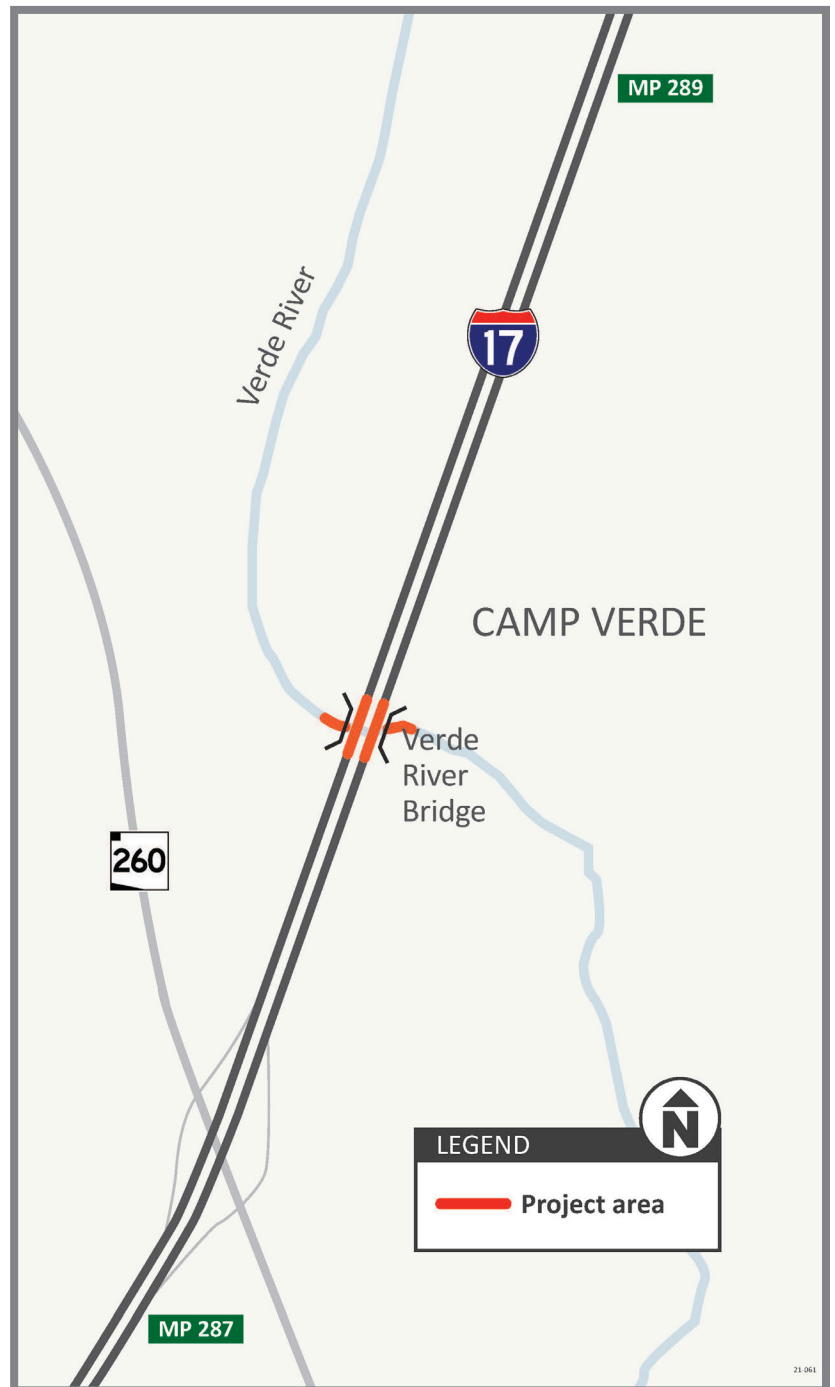 MP 289
Verde River
17
CAMP VERDE
Verde
River
Bridge
260
N
LEGEND
Project area
MP 287
21-061